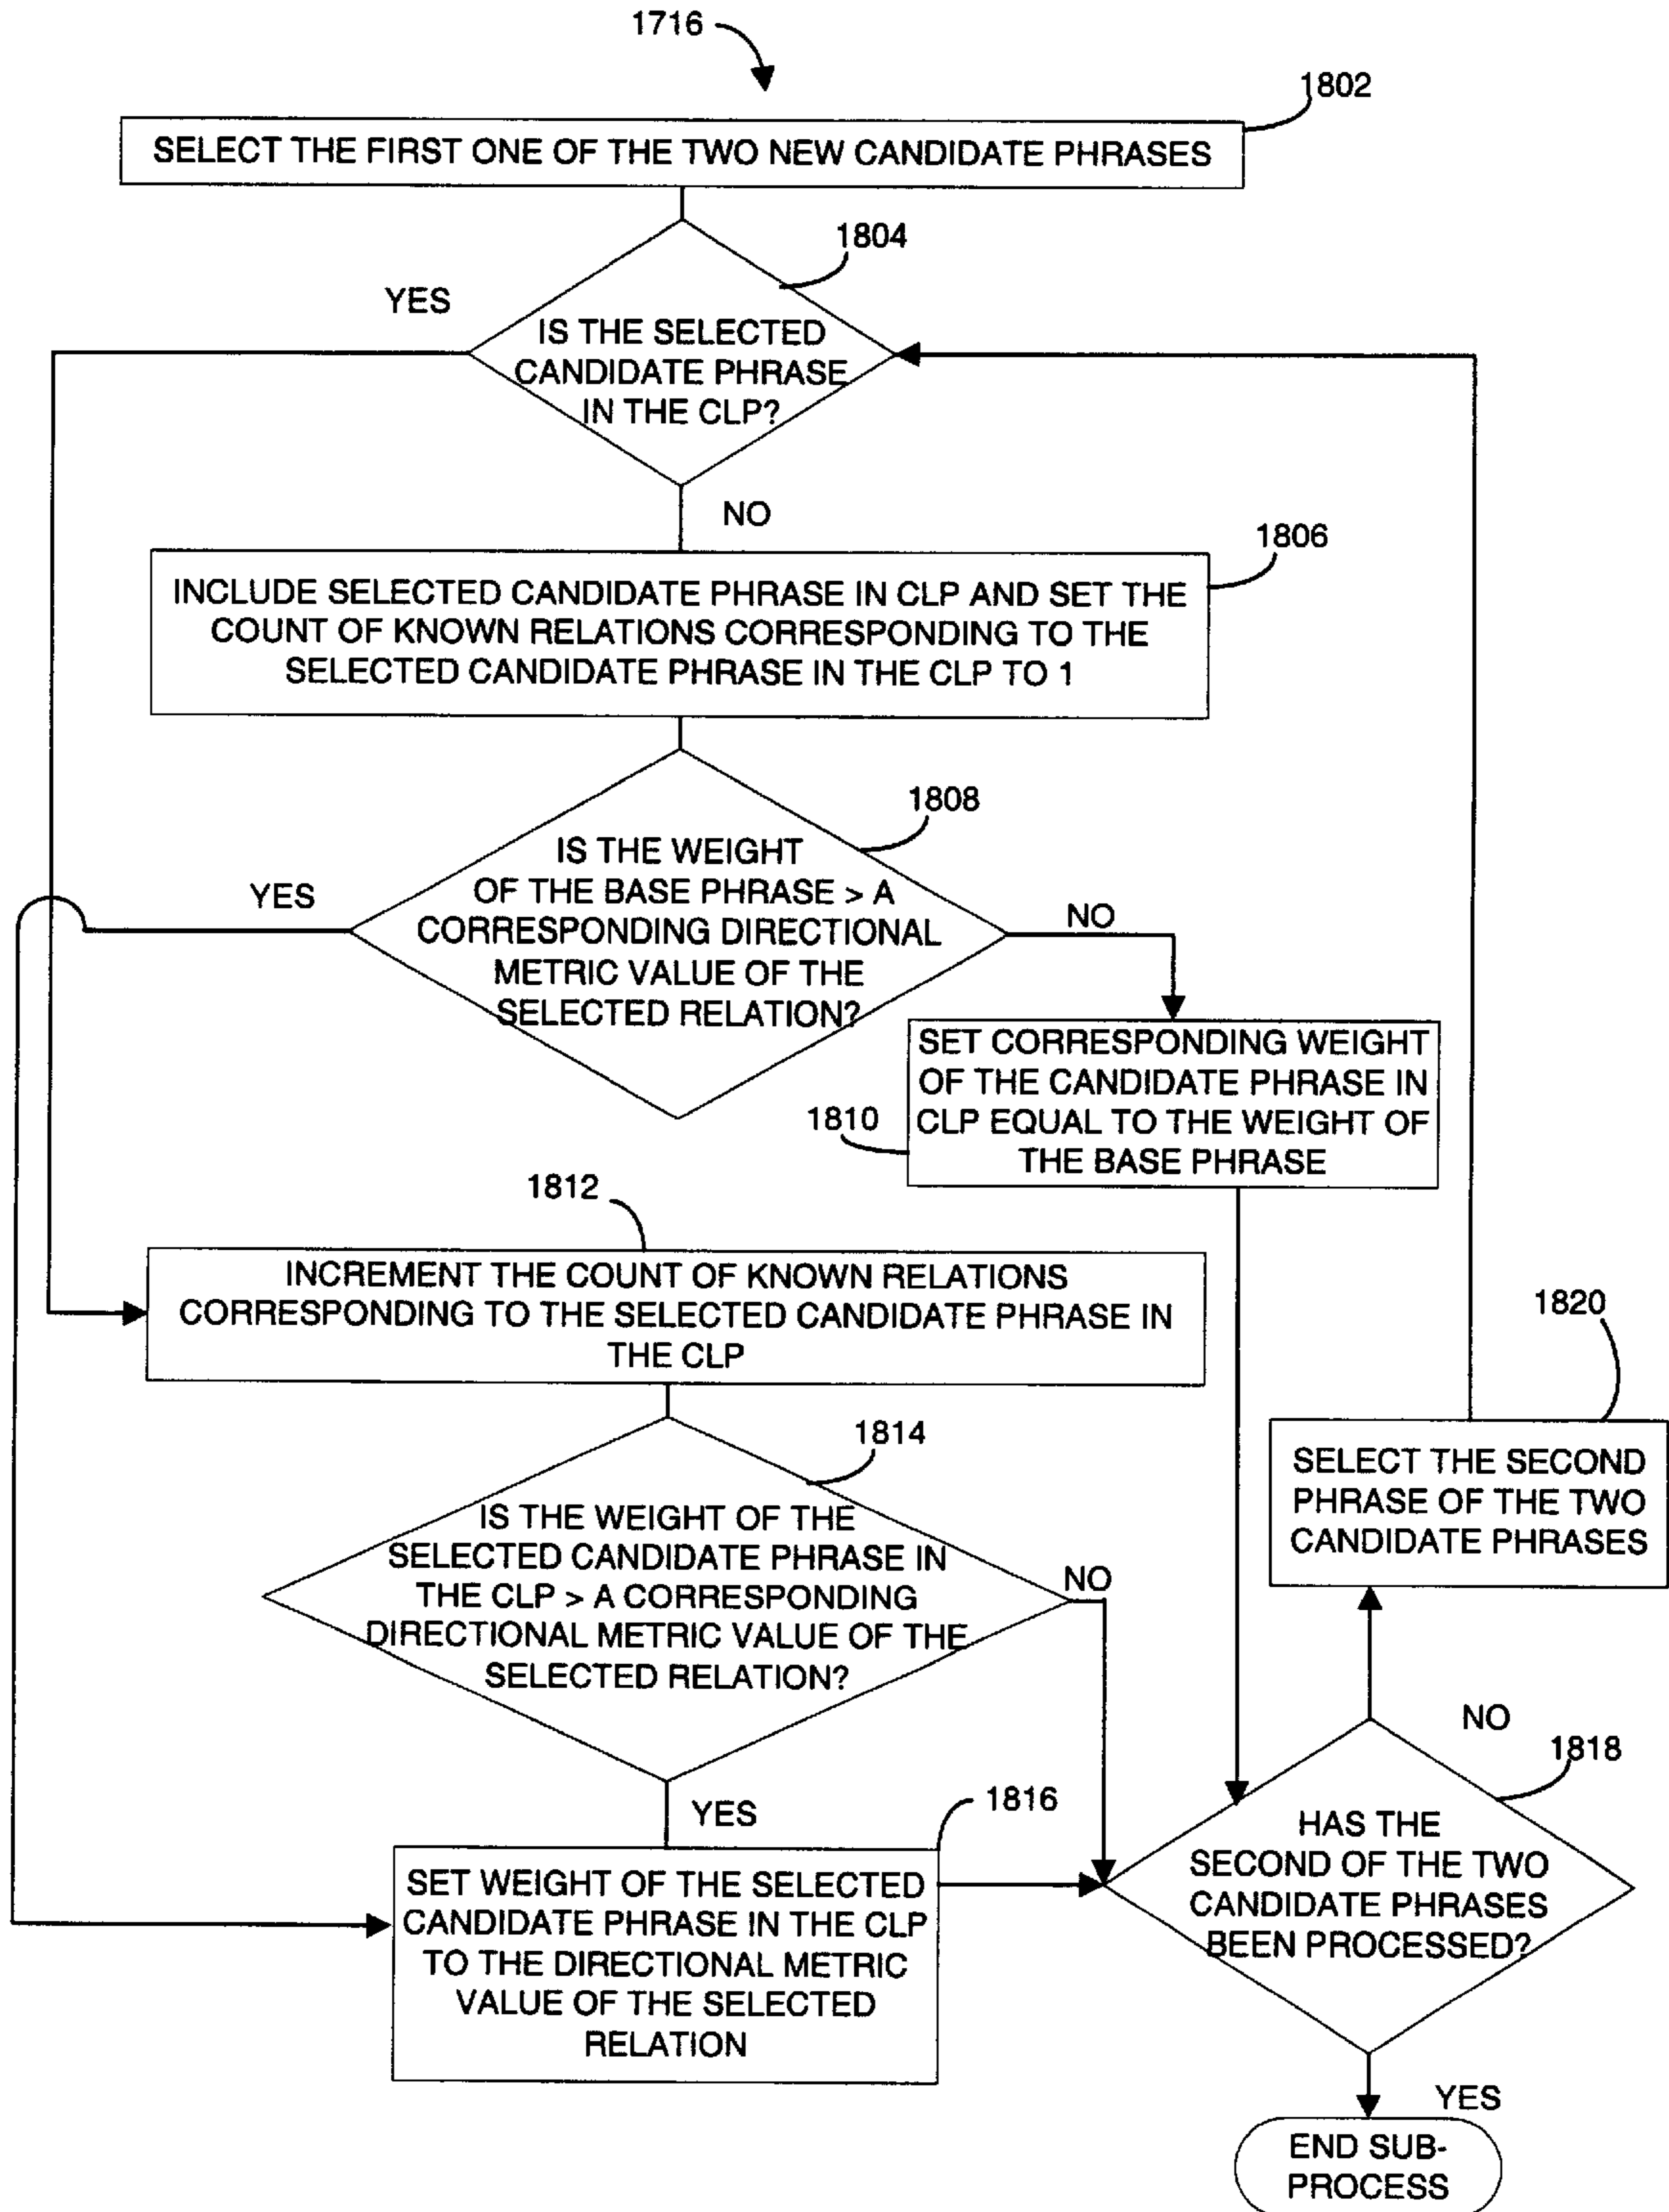 1716
1802
SELECT THE FIRST ONE OF THE TWO NEW CANDIDATE PHRASES
1804
YES
IS THE SELECTED
CANDIDATE PHRASE
IN THE CLP?
NO
1806
INCLUDE SELECTED CANDIDATE PHRASE IN CLP AND SET THE
COUNT OF KNOWN RELATIONS CORRESPONDING TO THE
SELECTED CANDIDATE PHRASE IN THE CLP TO 1
1808
YES
IS THE WEIGHT
OF THE BASE PHRASE > A
CORRESPONDING DIRECTIONAL
METRIC VALUE OF THE
SELECTED RELATION?
NO
SET CORRESPONDING WEIGHT
OF THE CANDIDATE PHRASE IN
CLP EQUAL TO THE WEIGHT OF
THE BASE PHRASE
1810
1812
INCREMENT THE COUNT OF KNOWN RELATIONS
CORRESPONDING TO THE SELECTED CANDIDATE PHRASE IN
THE CLP
1820
SELECT THE SECOND
PHRASE OF THE TWO
CANDIDATE PHRASES
1814
IS THE WEIGHT OF THE
SELECTED CANDIDATE PHRASE IN
THE CLP > A CORRESPONDING
DIRECTIONAL METRIC VALUE OF THE
SELECTED RELATION?
NO
YES
1816
SET WEIGHT OF THE SELECTED
CANDIDATE PHRASE IN THE CLP
TO THE DIRECTIONAL METRIC
VALUE OF THE SELECTED
RELATION
NO
1818
HAS THE
SECOND OF THE TWO
CANDIDATE PHRASES
BEEN PROCESSED?
YES
END SUB-
PROCESS